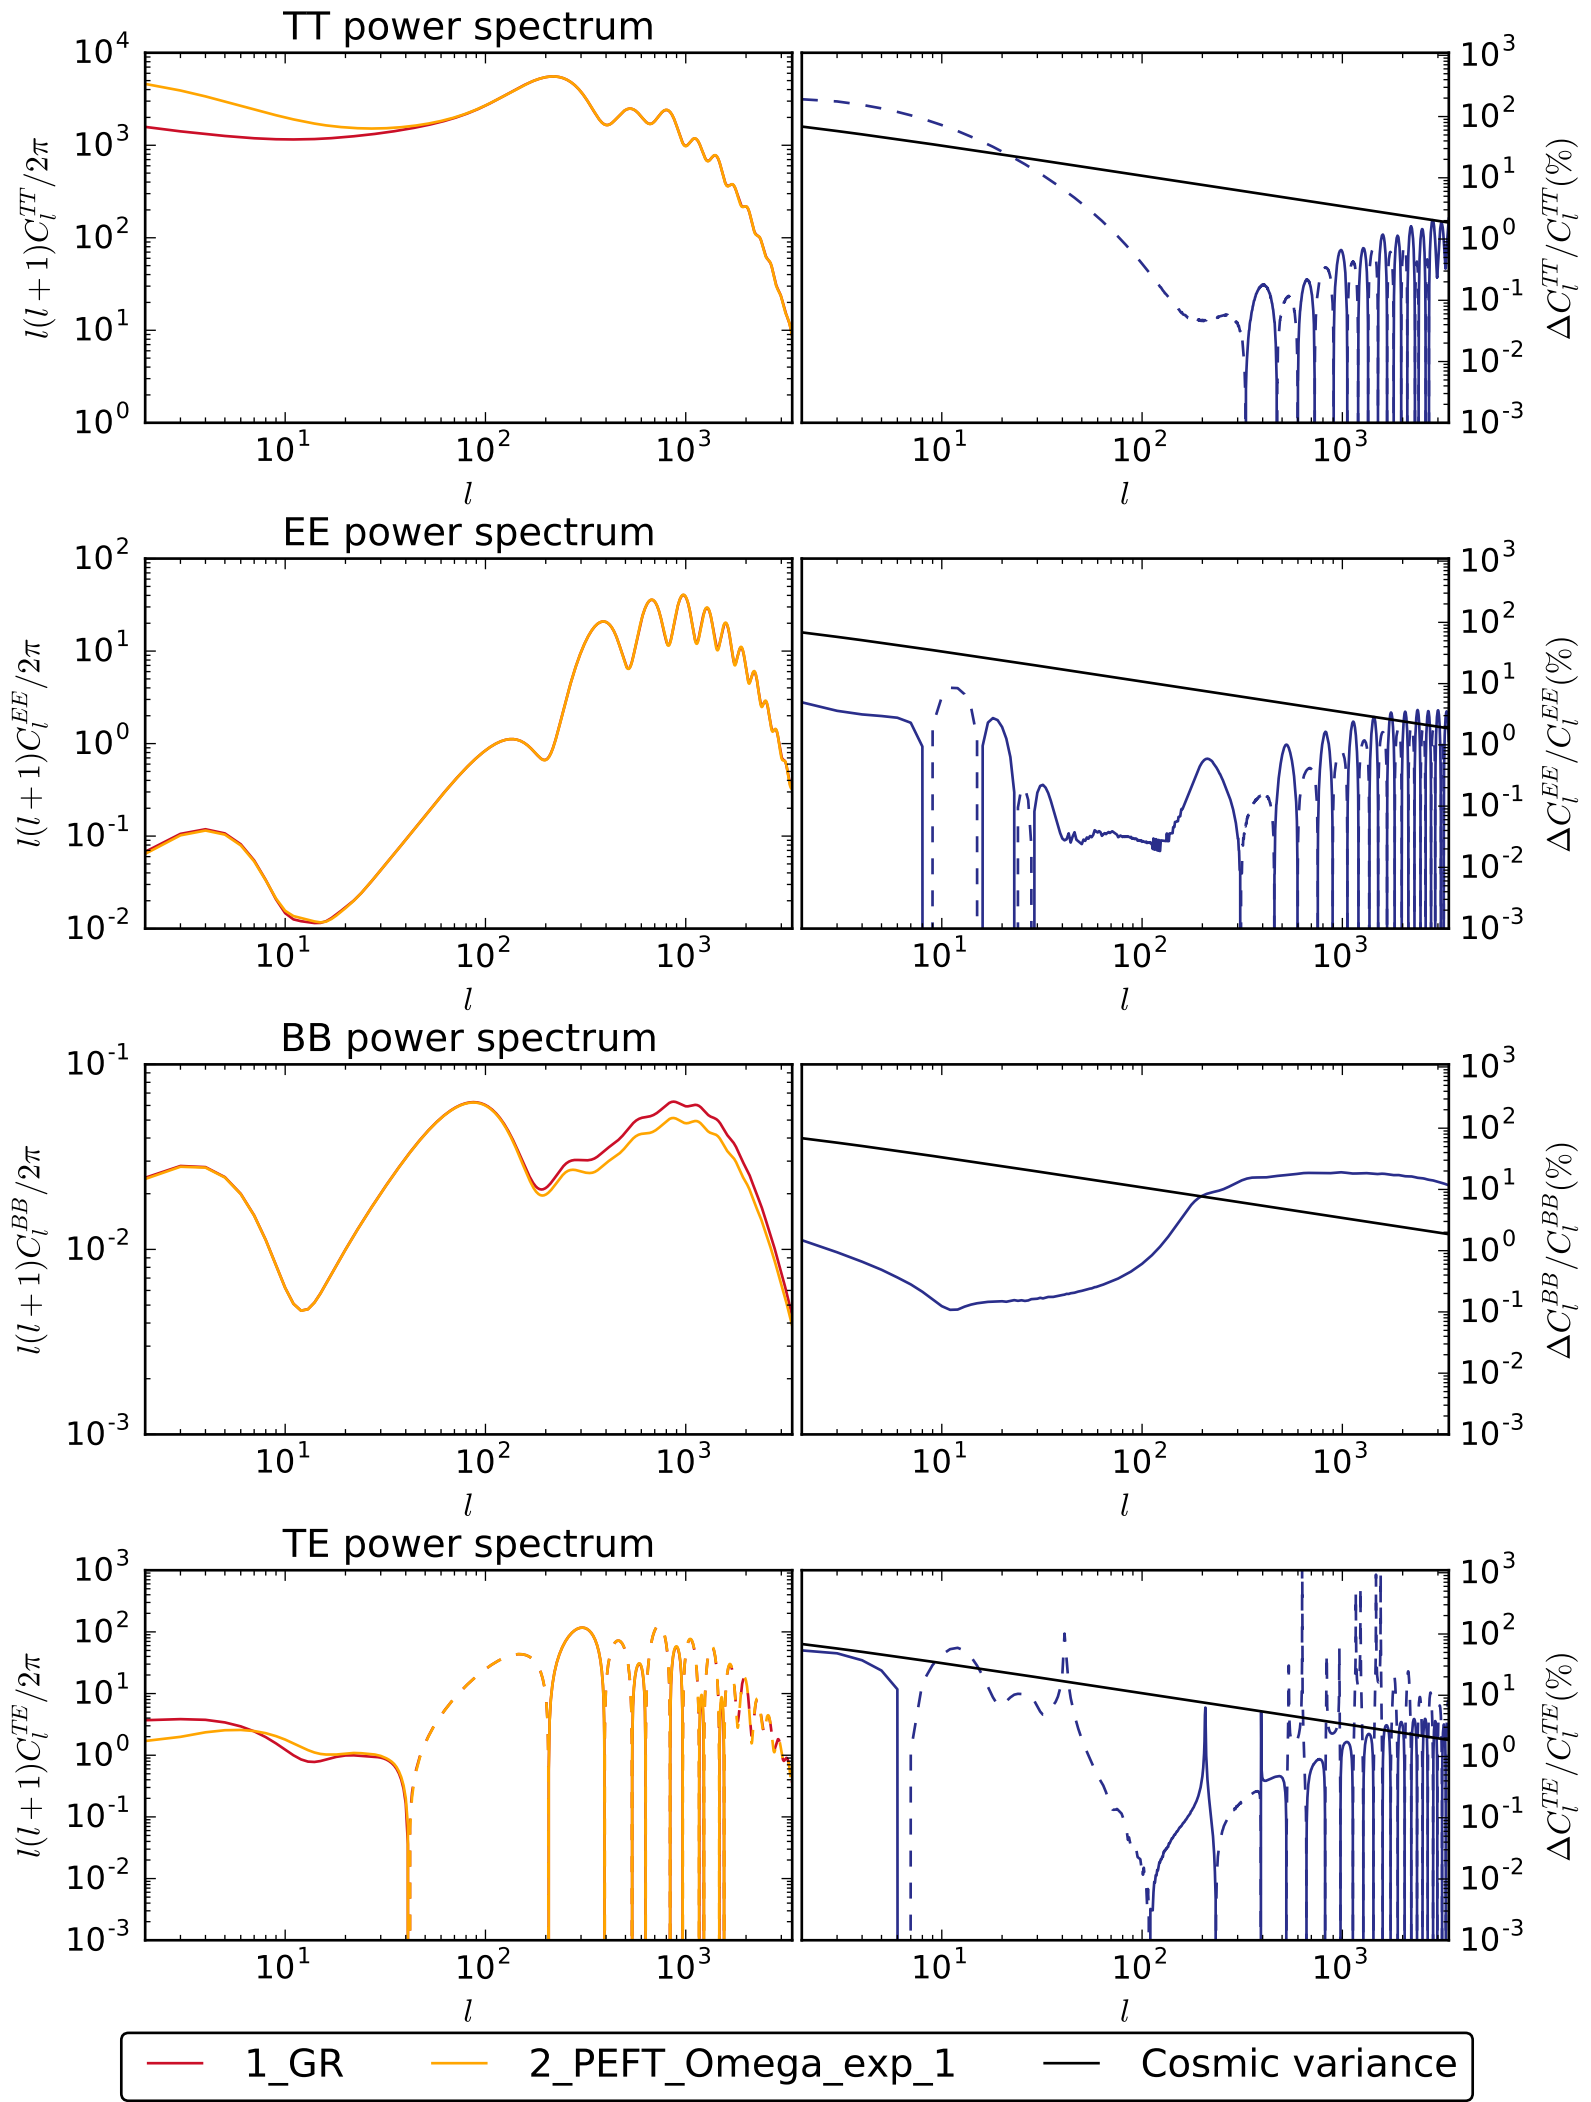 TT power spectrum
10^4
10^3
10^2
10^1
10^0
l(l+1)C_l^{TT}/2π
10^1 10^2 10^3
l
10^3
10^2
10^1
10^0
10^-1
10^-2
10^-3
ΔC_l^{TT}/C_l^{TT}(%)
10^1 10^2 10^3
l
EE power spectrum
10^2
10^1
10^0
10^-1
10^-2
l(l+1)C_l^{EE}/2π
10^1 10^2 10^3
l
10^3
10^2
10^1
10^0
10^-1
10^-2
10^-3
ΔC_l^{EE}/C_l^{EE}(%)
10^1 10^2 10^3
l
BB power spectrum
10^-1
10^-2
10^-3
l(l+1)C_l^{BB}/2π
10^1 10^2 10^3
l
10^3
10^2
10^1
10^0
10^-1
10^-2
10^-3
ΔC_l^{BB}/C_l^{BB}(%)
10^1 10^2 10^3
l
TE power spectrum
10^3
10^2
10^1
10^0
10^-1
10^-2
10^-3
l(l+1)C_l^{TE}/2π
10^1 10^2 10^3
l
10^3
10^2
10^1
10^0
10^-1
10^-2
10^-3
ΔC_l^{TE}/C_l^{TE}(%)
10^1 10^2 10^3
l
1_GR 2_PEFT_Omega_exp_1 Cosmic variance